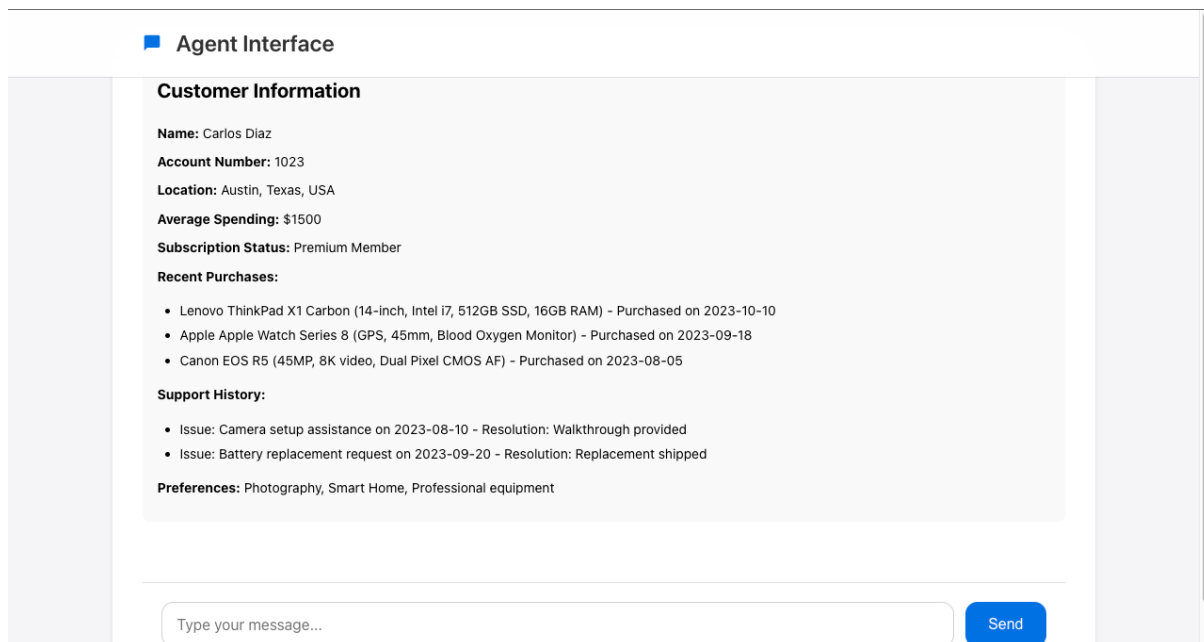 Agent Interface
Customer Information
Name: Carlos Diaz
Account Number: 1023
Location: Austin, Texas, USA
Average Spending: $1500
Subscription Status: Premium Member
Recent Purchases:
• Lenovo ThinkPad X1 Carbon (14-inch, Intel i7, 512GB SSD, 16GB RAM) - Purchased on 2023-10-10
• Apple Apple Watch Series 8 (GPS, 45mm, Blood Oxygen Monitor) - Purchased on 2023-09-18
• Canon EOS R5 (45MP, 8K video, Dual Pixel CMOS AF) - Purchased on 2023-08-05
Support History:
• Issue: Camera setup assistance on 2023-08-10 - Resolution: Walkthrough provided
• Issue: Battery replacement request on 2023-09-20 - Resolution: Replacement shipped
Preferences: Photography, Smart Home, Professional equipment
Type your message...
Send